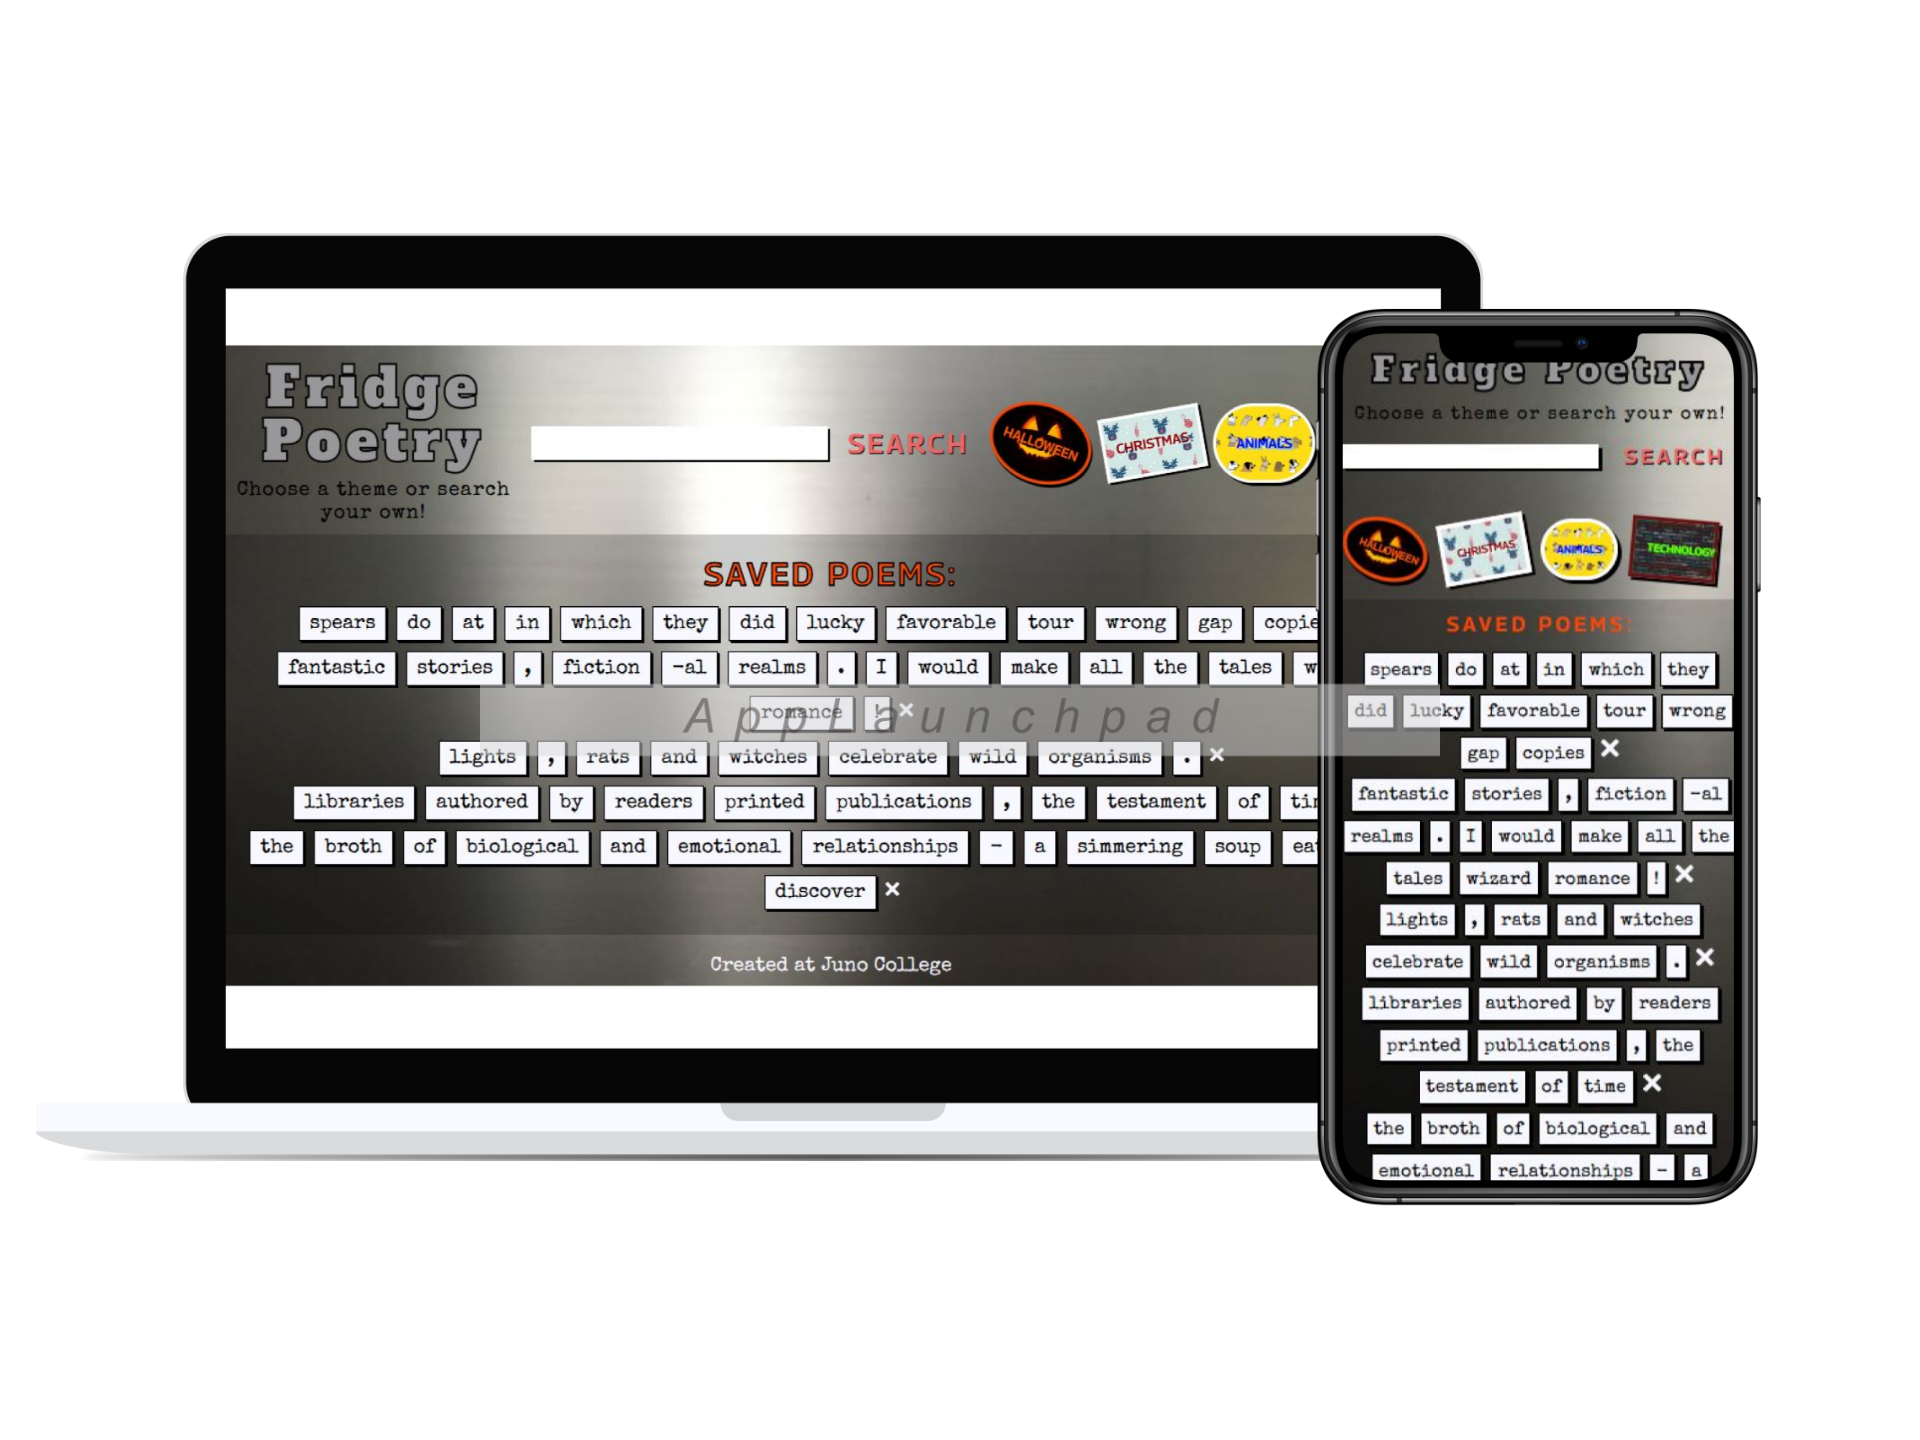 Fridge
Poetry
Choose a theme or search
your own!
SEARCH
HALLOWEEN
CHRISTMAS
ANIMALS
SAVED POEMS:
spears do at in which they did lucky favorable tour wrong gap
fantastic stories , fiction -al realms . I would make all the tales
romance ! ×
AppLaunchpad
lights , rats and witches celebrate wild organisms . ×
libraries authored by readers printed publications , the testament of
the broth of biological and emotional relationships - a simmering soup
discover ×
Created at Juno College
Fridge Poetry
Choose a theme or search your own!
SEARCH
HALLOWEEN
CHRISTMAS
ANIMALS
TECHNOLOGY
SAVED POEMS:
spears do at in which they
did lucky favorable tour wrong
gap copies ×
fantastic stories , fiction -al
realms . I would make all the
tales wizard romance ! ×
lights , rats and witches
celebrate wild organisms . ×
libraries authored by readers
printed publications , the
testament of time ×
the broth of biological and
emotional relationships - a